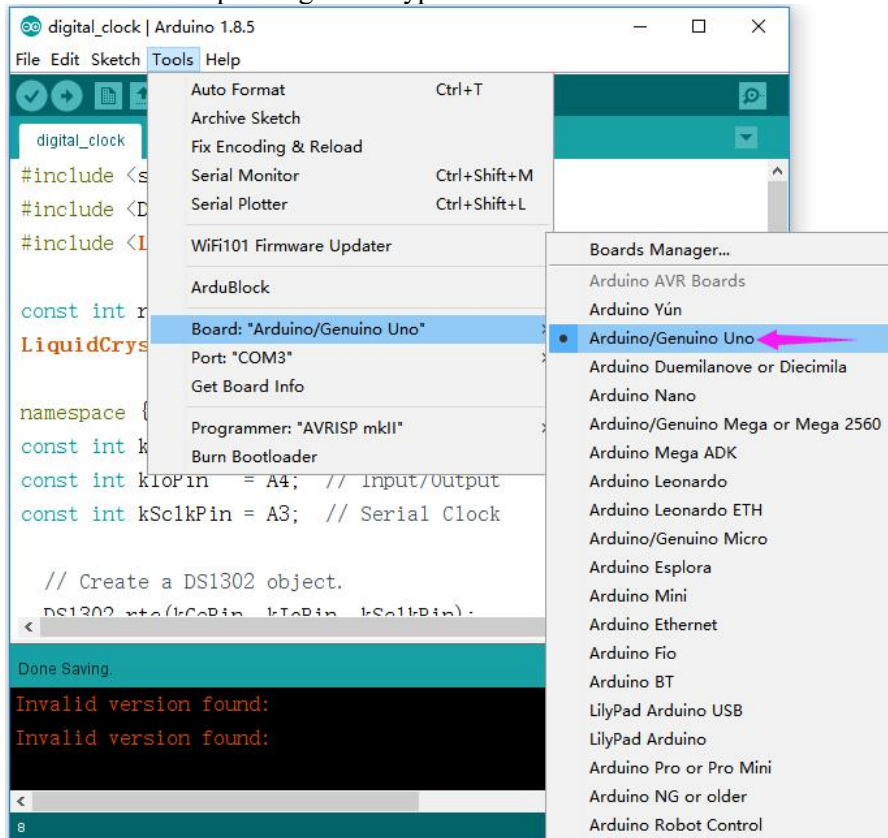 digital_clock | Arduino 1.8.5
File Edit Sketch Tools Help
Auto Format Ctrl+T
Archive Sketch
Fix Encoding & Reload
Serial Monitor Ctrl+Shift+M
Serial Plotter Ctrl+Shift+L
WiFi101 Firmware Updater
ArduBlock
Board: "Arduino/Genuino Uno"
Port: "COM3"
Get Board Info
Programmer: "AVRISP mkII"
Burn Bootloader
Boards Manager...
Arduino AVR Boards
Arduino Yún
Arduino/Genuino Uno
Arduino Duemilanove or Diecimila
Arduino Nano
Arduino/Genuino Mega or Mega 2560
Arduino Mega ADK
Arduino Leonardo
Arduino Leonardo ETH
Arduino/Genuino Micro
Arduino Esplora
Arduino Mini
Arduino Ethernet
Arduino Fio
Arduino BT
LilyPad Arduino USB
LilyPad Arduino
Arduino Pro or Pro Mini
Arduino NG or older
Arduino Robot Control
digital_clock
#include <s
#include <D
#include <L
const int r
LiquidCrys
namespace {
const int k
const int kIoPin = A4; // Input/Output
const int kSclkPin = A3; // Serial Clock
// Create a DS1302 object.
DS1302 rtc(kCePin, kIoPin, kSclkPin);
Done Saving.
Invalid version found:
Invalid version found:
8